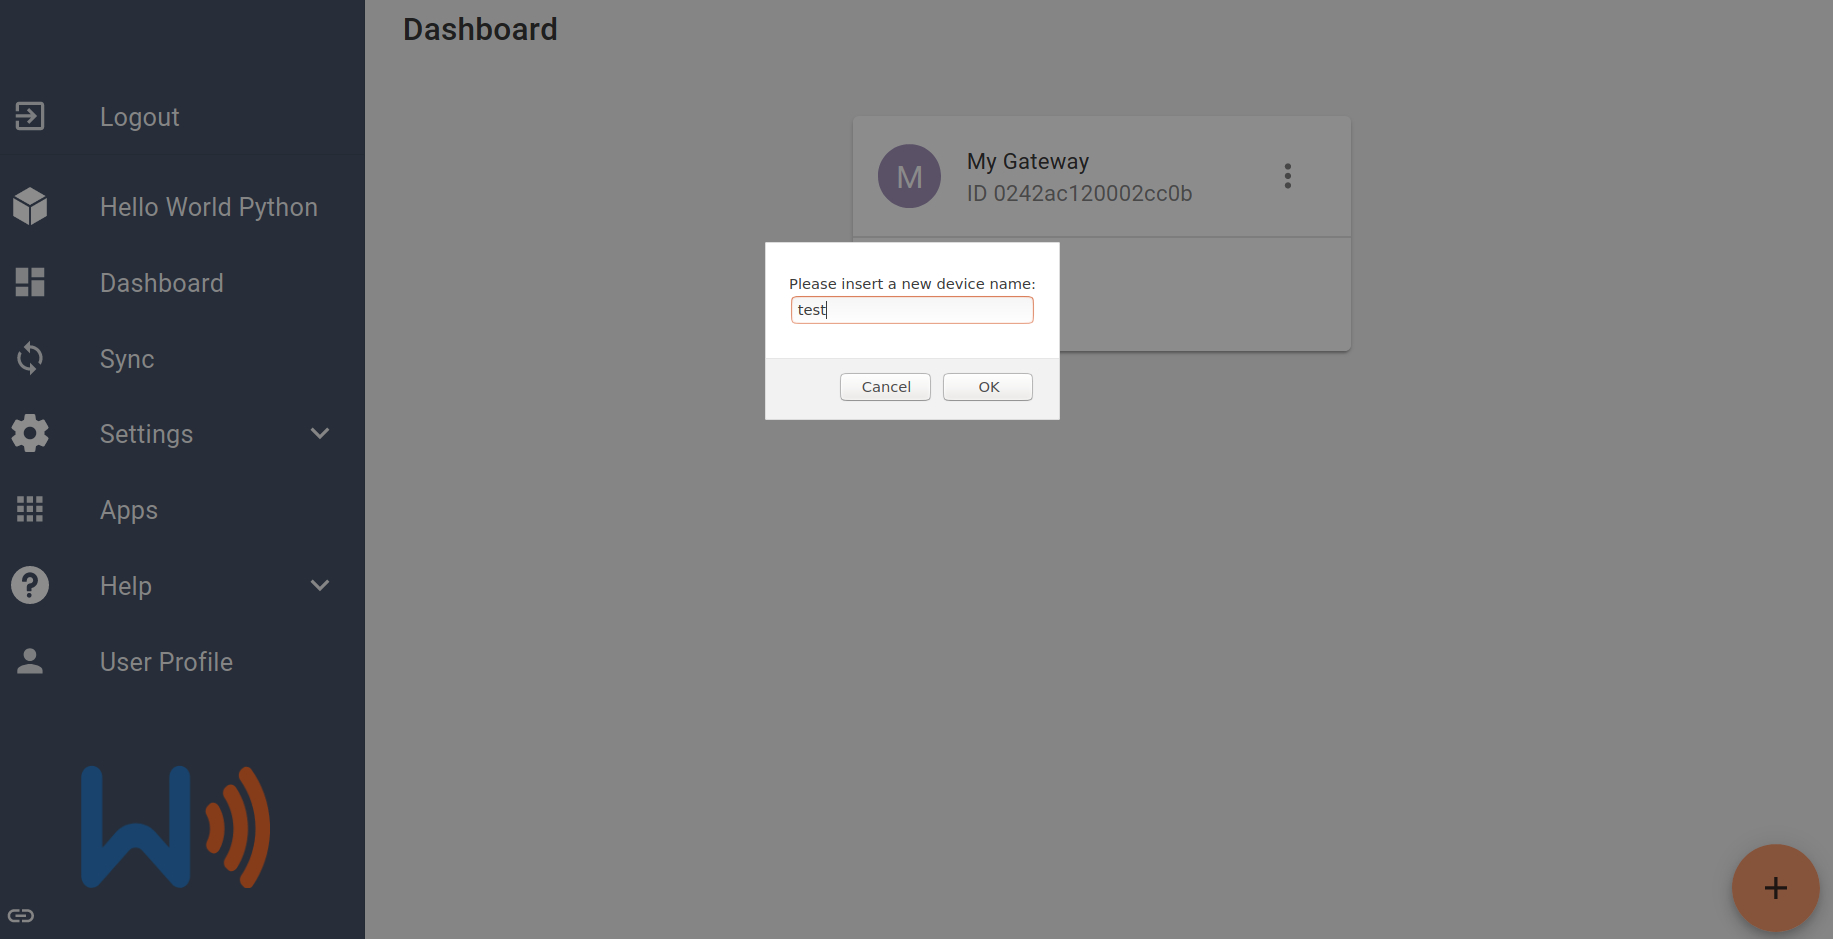 Dashboard
Logout
Hello World Python
Dashboard
Sync
Settings
Apps
Help
User Profile
M
My Gateway
ID 0242ac120002cc0b
Please insert a new device name:
test
Cancel
OK